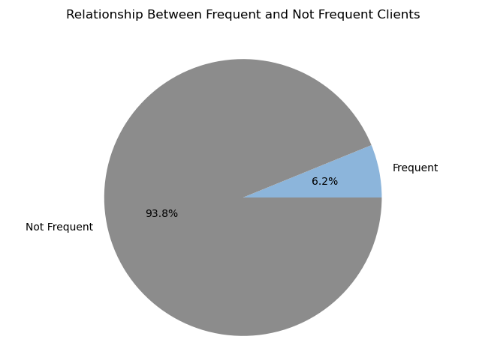 Relationship Between Frequent and Not Frequent Clients
Frequent
6.2%
93.8%
Not Frequent